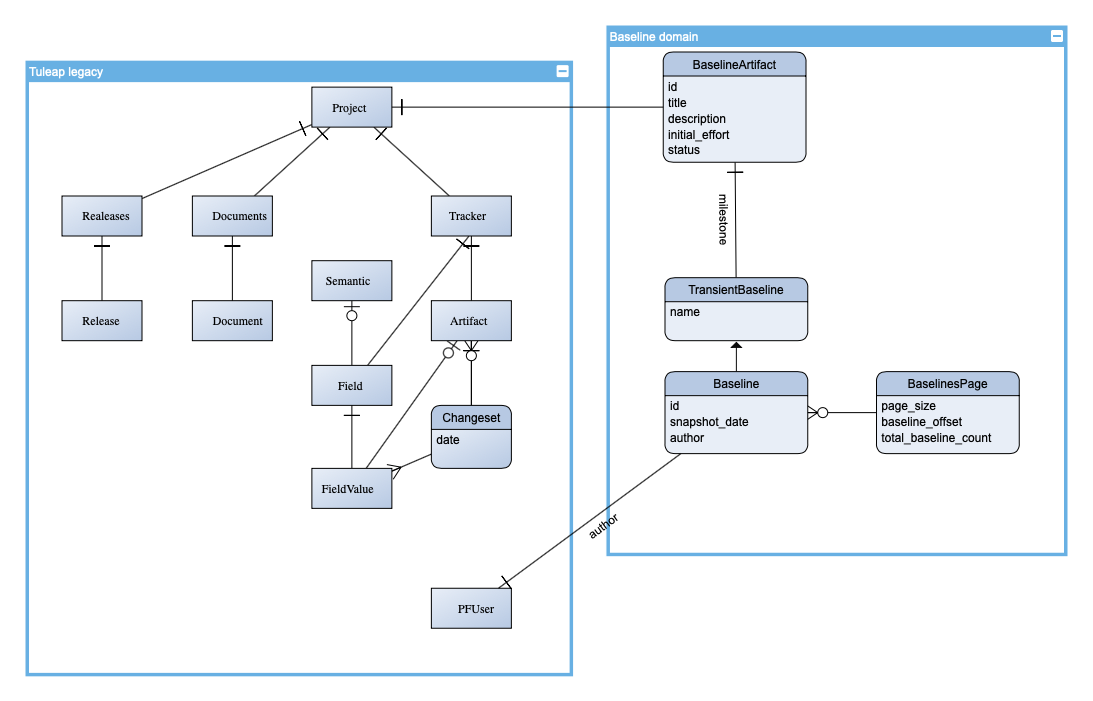 Baseline domain
Tuleap legacy
BaselineArtifact
id
title
description
initial_effort
status
Project
milestone
Realeases
Documents
Tracker
Semantic
TransientBaseline
name
Release
Document
Artifact
Field
Baseline
id
snapshot_date
author
BaselinesPage
page_size
baseline_offset
total_baseline_count
Changeset
date
FieldValue
author
PFUser